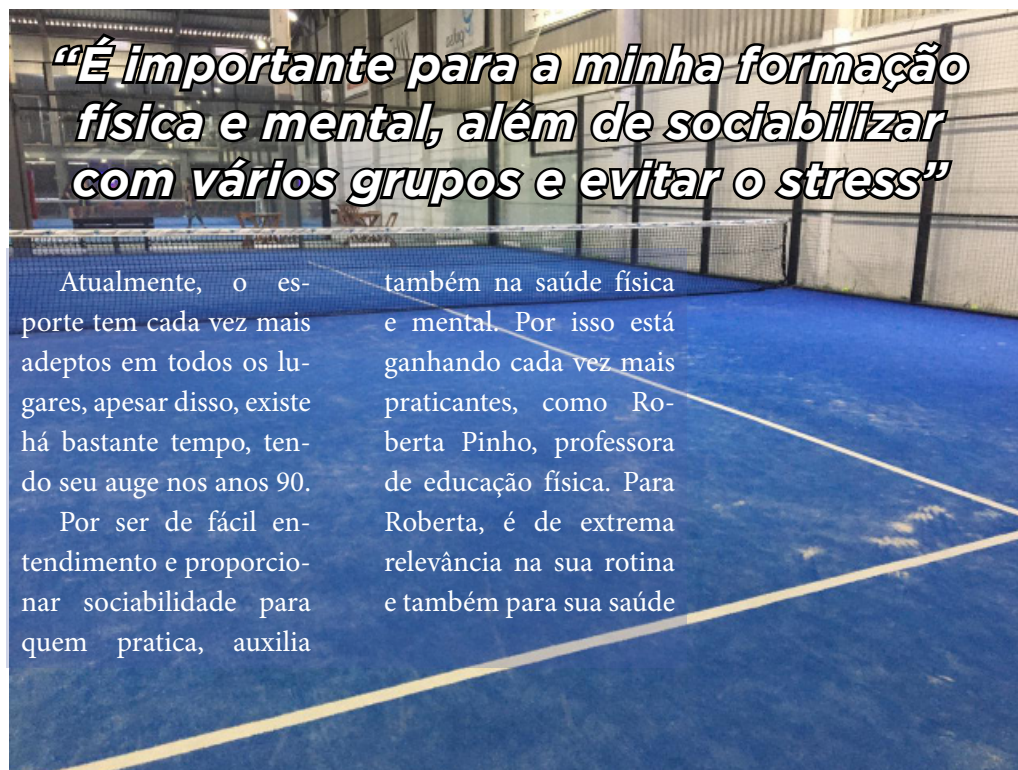 “É importante para a minha formação
física e mental, além de sociabilizar
com vários grupos e evitar o stress”
Atualmente, o es-
porte tem cada vez mais
adeptos em todos os lu-
gares, apesar disso, existe
há bastante tempo, ten-
do seu auge nos anos 90.
Por ser de fácil en-
tendimento e proporcio-
nar sociabilidade para
quem pratica, auxilia
também na saúde física
e mental. Por isso está
ganhando cada vez mais
praticantes, como Ro-
berta Pinho, professora
de educação física. Para
Roberta, é de extrema
relevância na sua rotina
e também para sua saúde